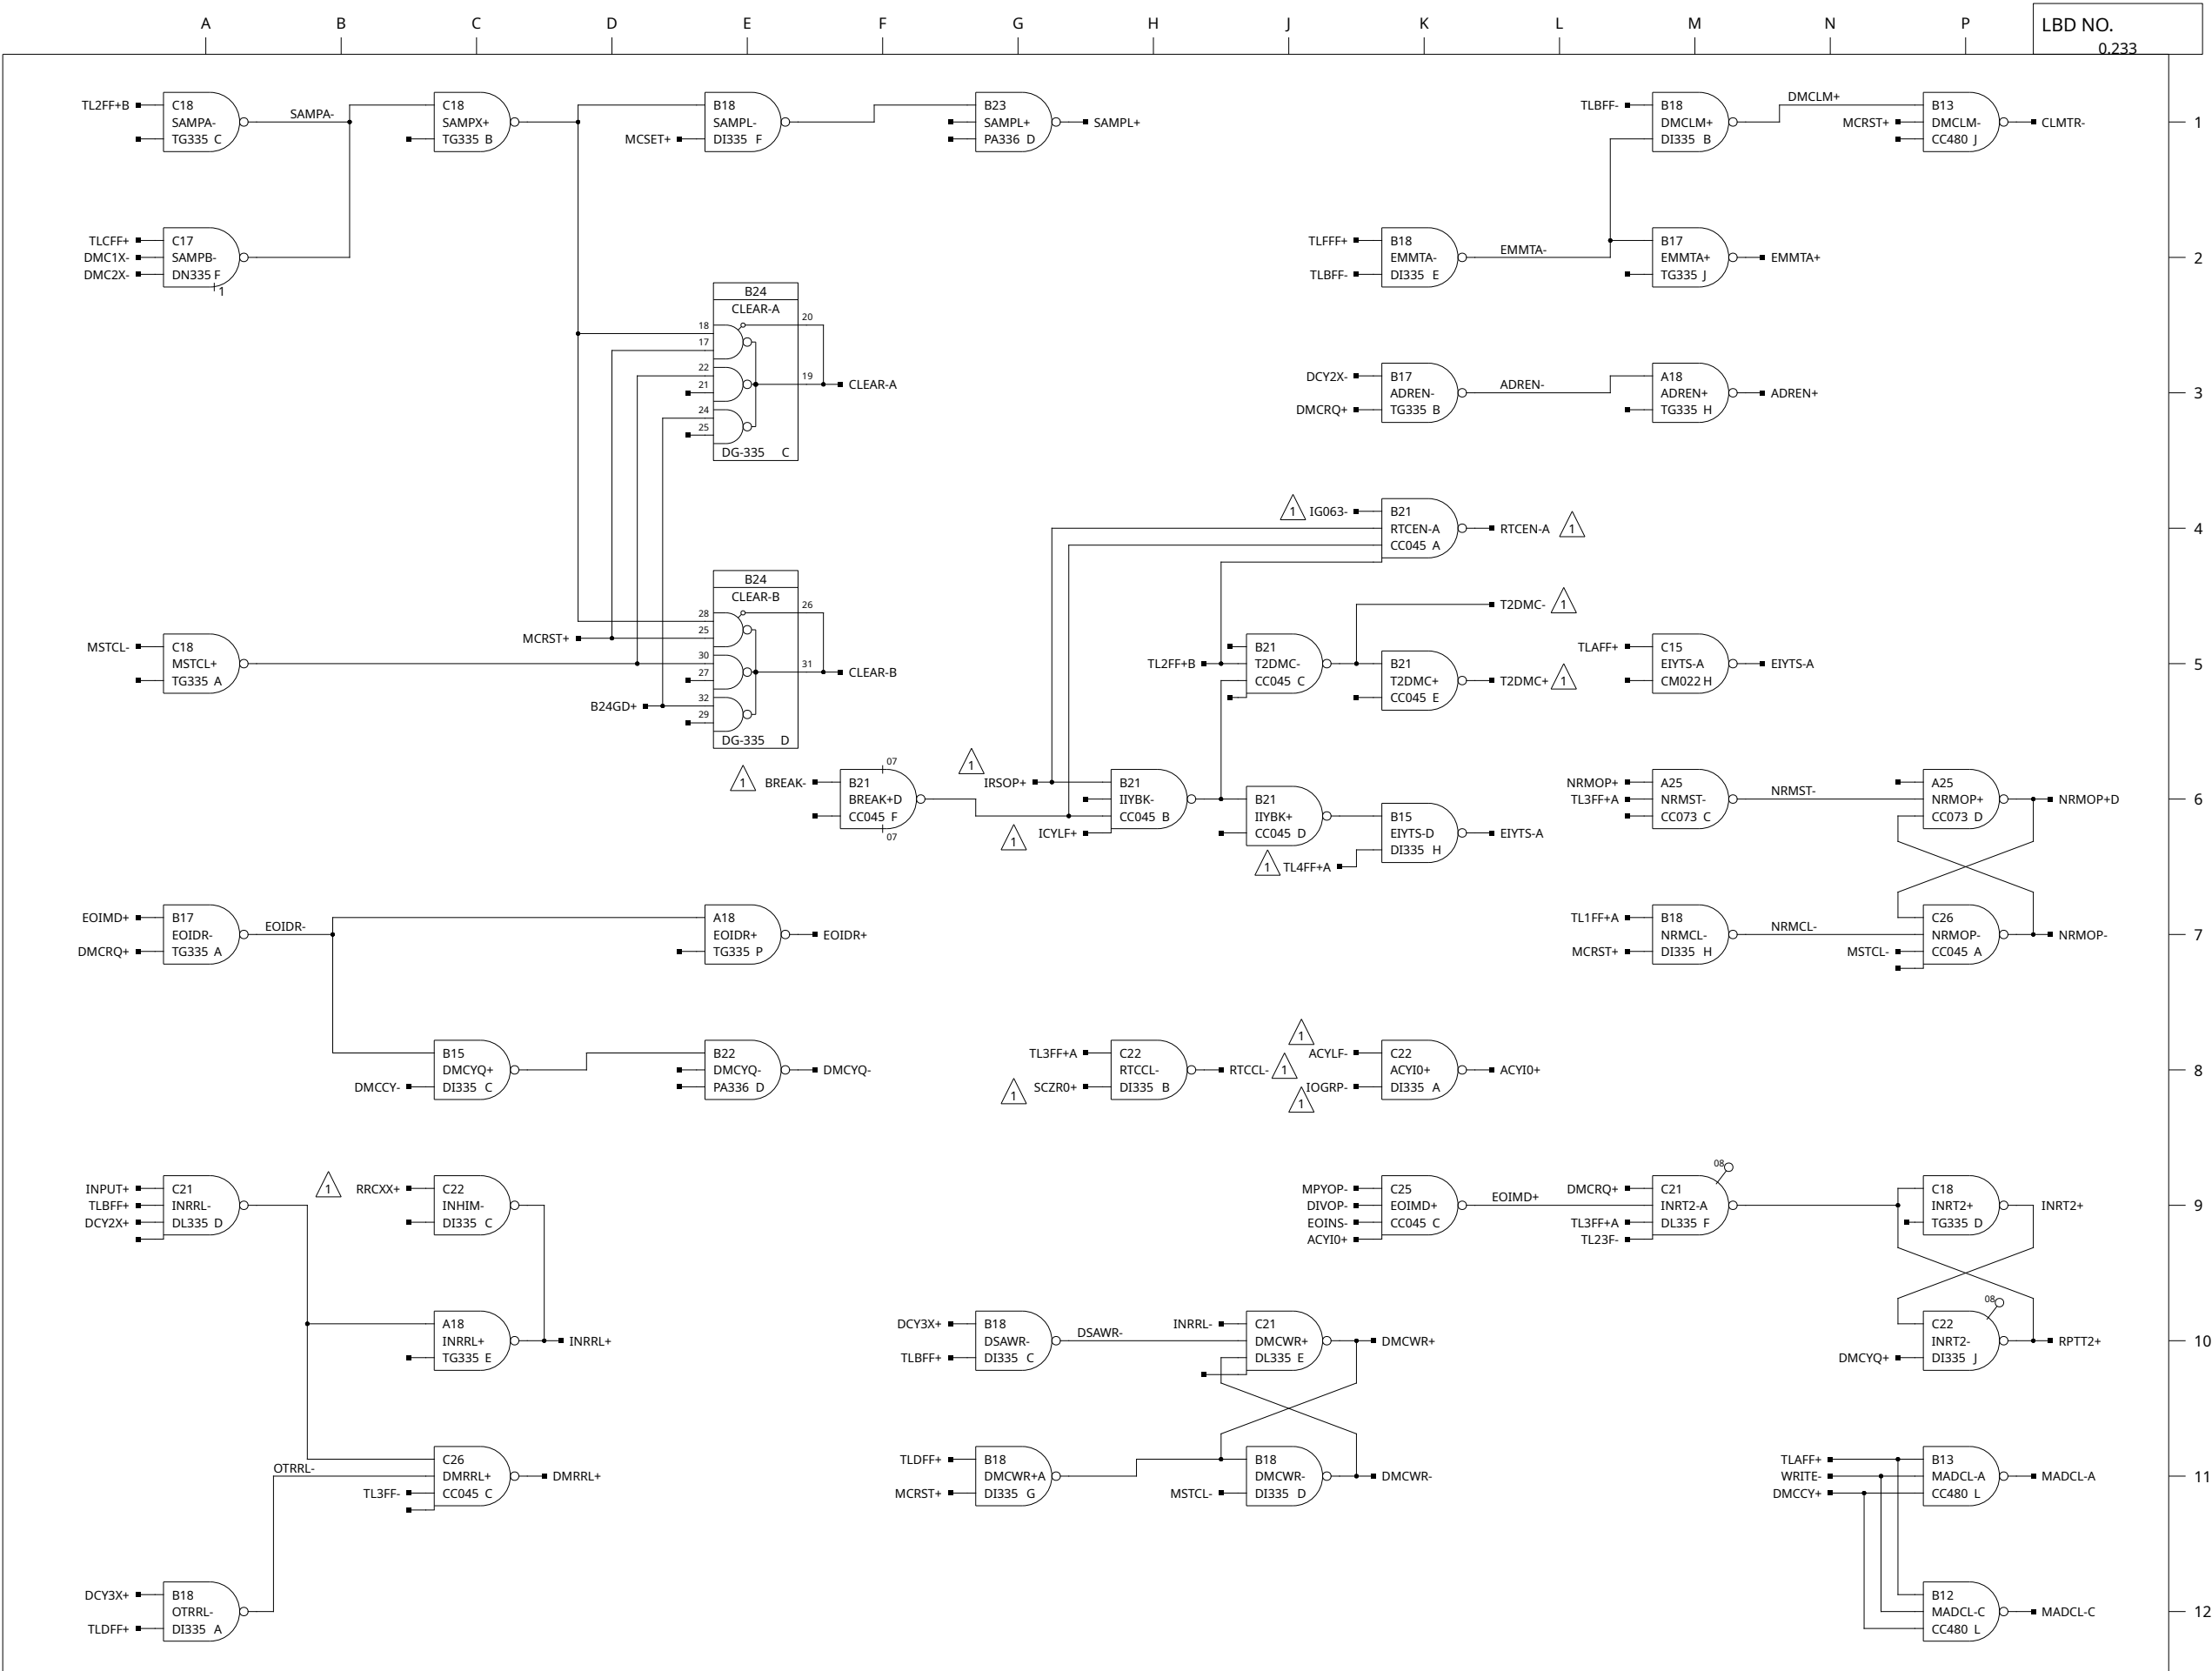 A B C D E F G H J K L M N P
LBD NO.
0.233
TL2FF+B
C18
SAMPA-
TG335 C
SAMPA-
C18
SAMPX+
TG335 B
MCSET+
B18
SAMPL-
DI335 F
B23
SAMPL+
PA336 D
SAMPL+
TLBFF-
B18
DMCLM+
DI335 B
DMCLM+
MCRST+
B13
DMCLM-
CC480 J
CLMTR-
1
TLCFF+
DMC1X-
DMC2X-
C17
SAMPB-
DN335 F
1
TLFFF+
TLBFF-
B18
EMMTA-
DI335 E
EMMTA-
B17
EMMTA+
TG335 J
EMMTA+
2
B24
CLEAR-A
18
17
22
21
24
25
20
19
DG-335 C
CLEAR-A
DCY2X-
DMCRQ+
B17
ADREN-
TG335 B
ADREN-
A18
ADREN+
TG335 H
ADREN+
3
1
IG063-
B21
RTCEN-A
CC045 A
RTCEN-A
1
4
MSTCL-
C18
MSTCL+
TG335 A
MCRST+
B24GD+
B24
CLEAR-B
28
25
30
27
32
29
26
31
DG-335 D
CLEAR-B
TL2FF+B
B21
T2DMC-
CC045 C
T2DMC-
1
B21
T2DMC+
CC045 E
T2DMC+
1
TLAFF+
C15
EIYTS-A
CM022 H
EIYTS-A
5
1
BREAK-
07
B21
BREAK+D
CC045 F
07
1
IRSOP+
1
ICYLF+
B21
IIYBK-
CC045 B
B21
IIYBK+
CC045 D
1
TL4FF+A
B15
EIYTS-D
DI335 H
EIYTS-A
NRMOP+
TL3FF+A
A25
NRMST-
CC073 C
NRMST-
A25
NRMOP+
CC073 D
NRMOP+D
6
EOIMD+
DMCRQ+
B17
EOIDR-
TG335 A
EOIDR-
A18
EOIDR+
TG335 P
EOIDR+
TL1FF+A
MCRST+
B18
NRMCL-
DI335 H
NRMCL-
MSTCL-
C26
NRMOP-
CC045 A
NRMOP-
7
DMCCY-
B15
DMCYQ+
DI335 C
B22
DMCYQ-
PA336 D
DMCYQ-
TL3FF+A
1
SCZR0+
C22
RTCCL-
DI335 B
RTCCL-
1
1
ACYLF-
IOGRP-
1
C22
ACYI0+
DI335 A
ACYI0+
8
INPUT+
TLBFF+
DCY2X+
C21
INRRL-
DL335 D
1
RRCXX+
C22
INHIM-
DI335 C
MPYOP-
DIVOP-
EOINS-
ACYI0+
C25
EOIMD+
CC045 C
EOIMD+
DMCRQ+
TL3FF+A
TL23F-
08
C21
INRT2-A
DL335 F
C18
INRT2+
TG335 D
INRT2+
9
A18
INRRL+
TG335 E
INRRL+
DCY3X+
TLBFF+
B18
DSAWR-
DI335 C
DSAWR-
INRRL-
C21
DMCWR+
DL335 E
DMCWR+
DMCYQ+
08
C22
INRT2-
DI335 J
RPTT2+
10
OTRRL-
TL3FF-
C26
DMRRL+
CC045 C
DMRRL+
TLDFF+
MCRST+
B18
DMCWR+A
DI335 G
MSTCL-
B18
DMCWR-
DI335 D
DMCWR-
TLAFF+
WRITE-
DMCCY+
B13
MADCL-A
CC480 L
MADCL-A
11
DCY3X+
TLDFF+
B18
OTRRL-
DI335 A
B12
MADCL-C
CC480 L
MADCL-C
12